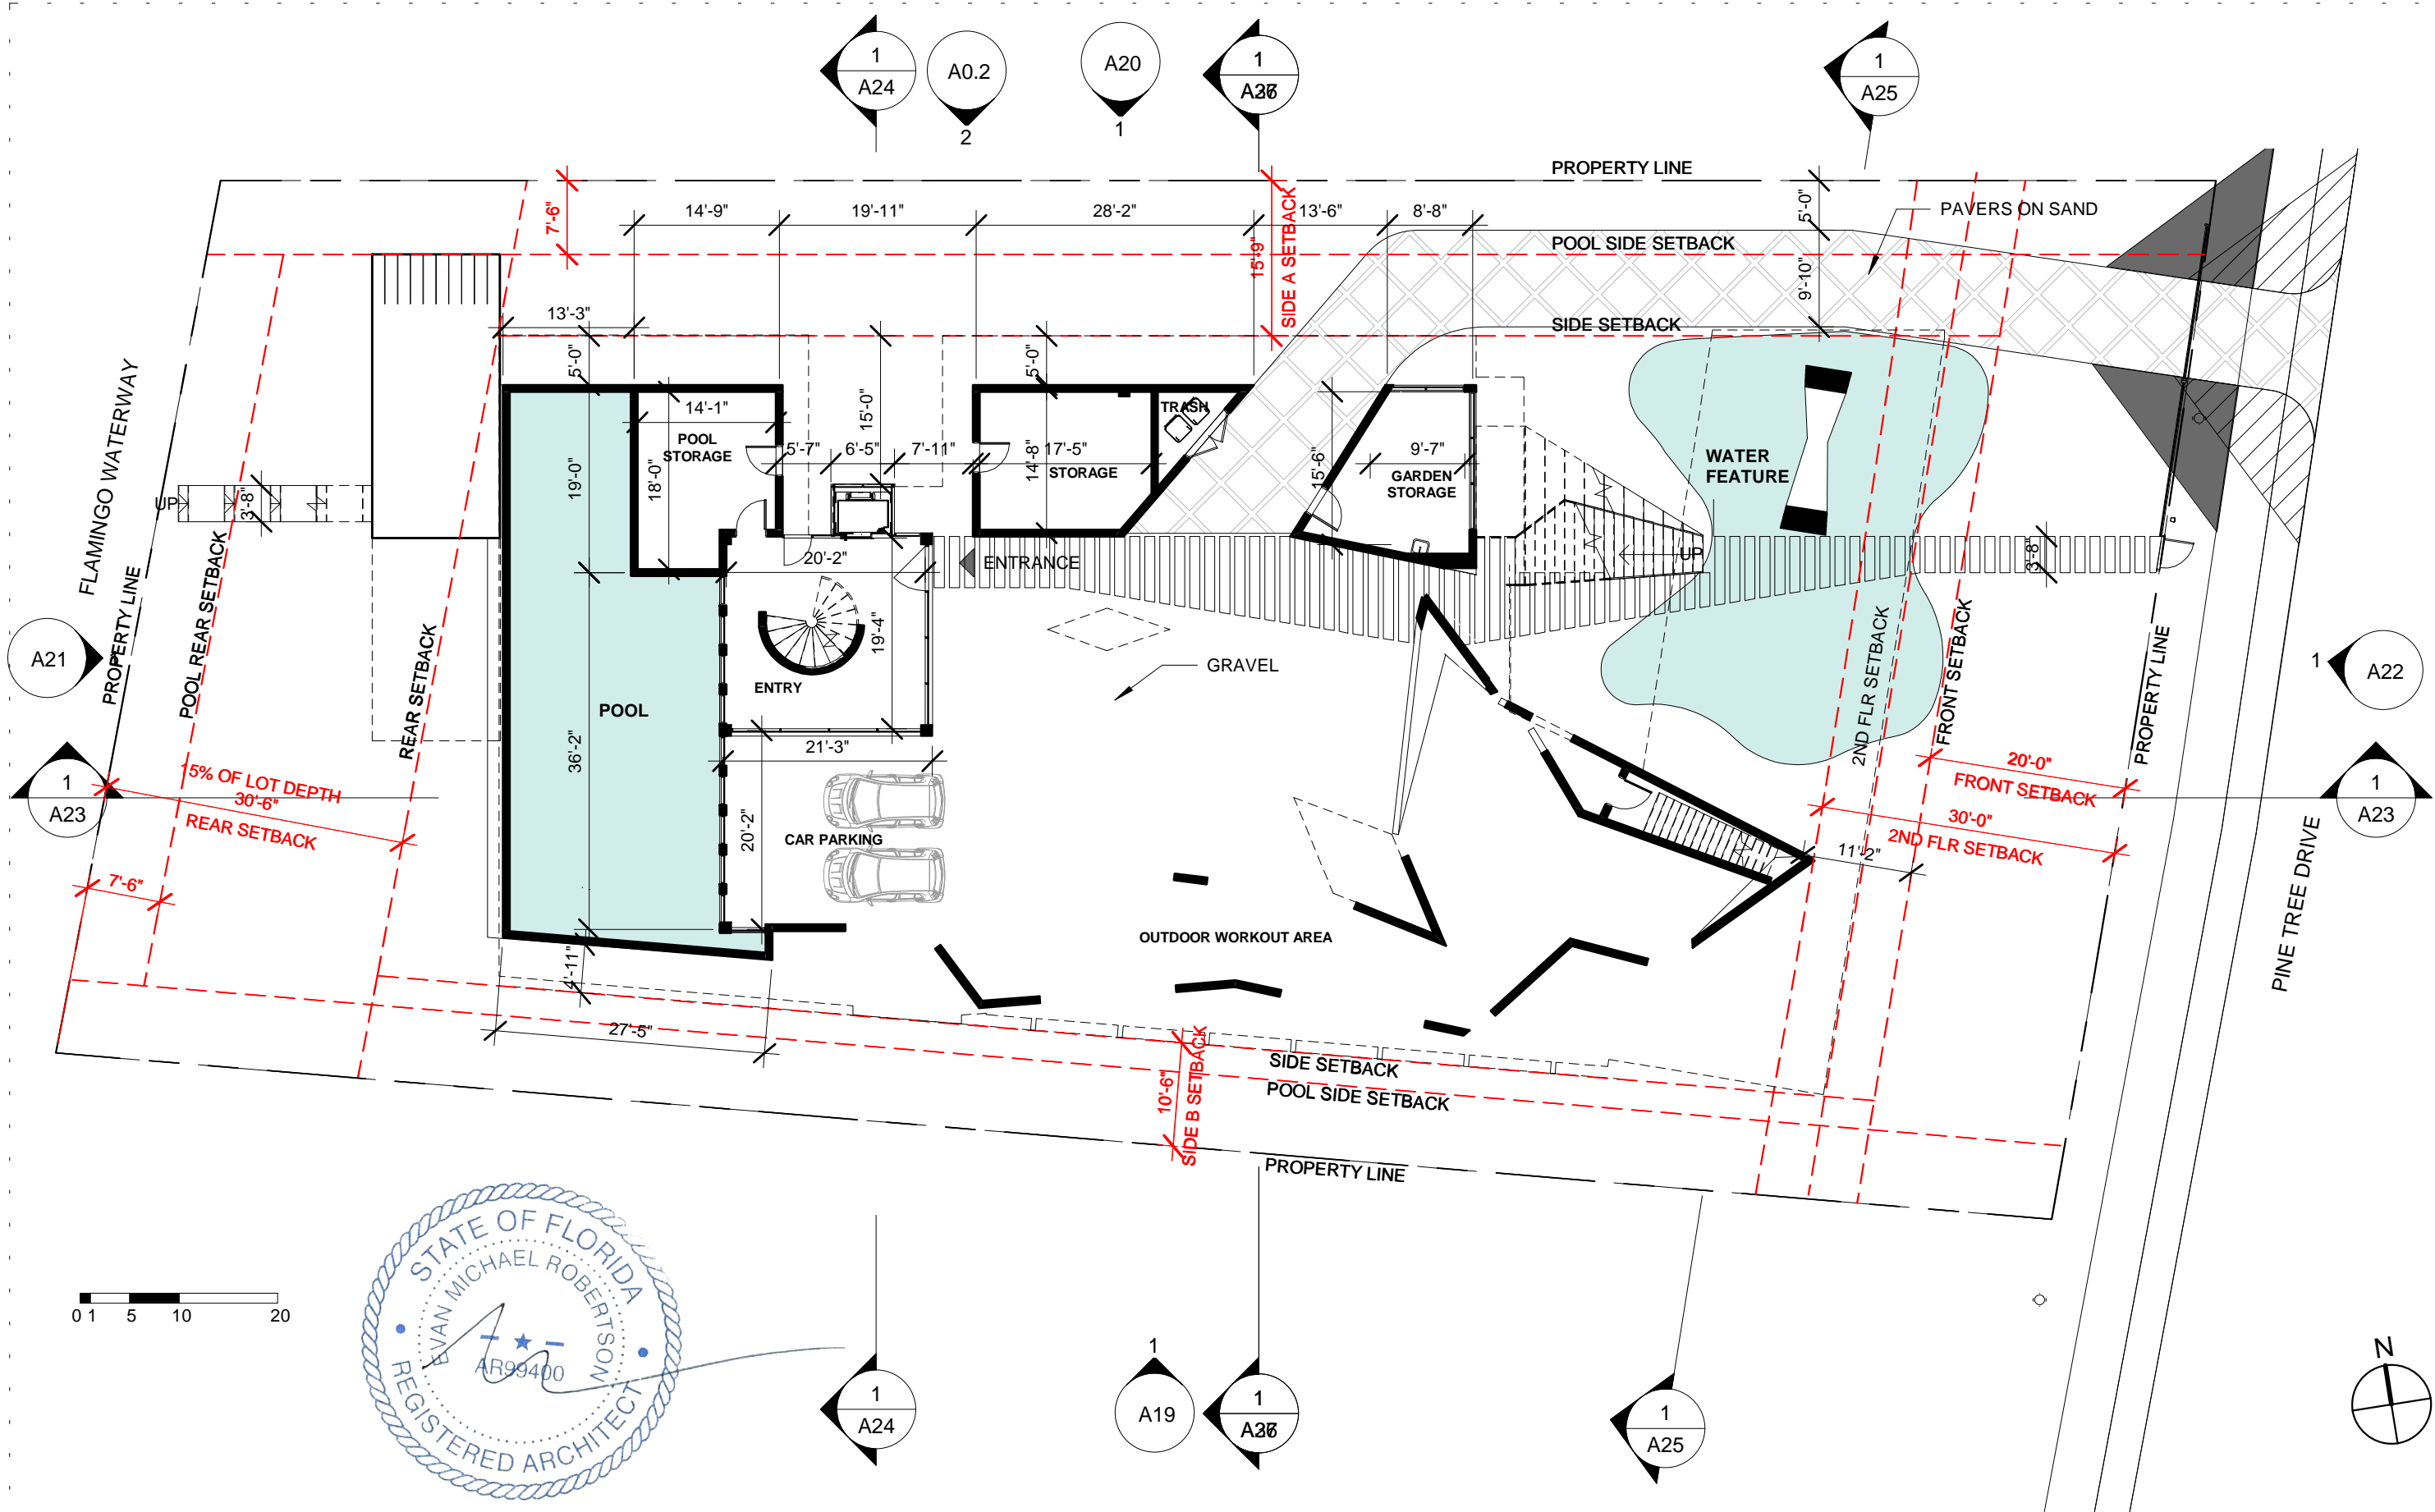 1
A24
A0.2
2
A20
1
1
A25
PROPERTY LINE
7'-6"
14'-9"
19'-11"
28'-2"
13'-6"
8'-8"
5'-0"
PAVERS ON SAND
15'-9"
SIDE A SETBACK
POOL SIDE SETBACK
9'-10"
13'-3"
SIDE SETBACK
5'-0"
5'-0"
15'-0"
14'-1"
TRASH
POOL
STORAGE
5'-7"
6'-5"
7'-11"
17'-5"
STORAGE
14'-8"
15'-6"
9'-7"
GARDEN
STORAGE
WATER
FEATURE
19'-0"
18'-0"
FLAMINGO WATERWAY
UP
3'-8"
20'-2"
ENTRANCE
UP
3'-8"
PROPERTY LINE
POOL REAR SETBACK
REAR SETBACK
19'-4"
ENTRY
GRAVEL
POOL
36'-2"
21'-3"
2ND FLR SETBACK
FRONT SETBACK
PROPERTY LINE
A21
1
A22
1
A23
15% OF LOT DEPTH
30'-6"
REAR SETBACK
7'-6"
20'-2"
CAR PARKING
20'-0"
FRONT SETBACK
30'-0"
2ND FLR SETBACK
11'-2"
1
A23
PINE TREE DRIVE
OUTDOOR WORKOUT AREA
4'-11"
27'-5"
10'-6"
SIDE B SETBACK
SIDE SETBACK
POOL SIDE SETBACK
PROPERTY LINE
0 1 5 10 20
STATE OF FLORIDA
EVAN MICHAEL ROBERTSON
AR99400
REGISTERED ARCHITECT
1
A24
1
A19
1
1
A25
N